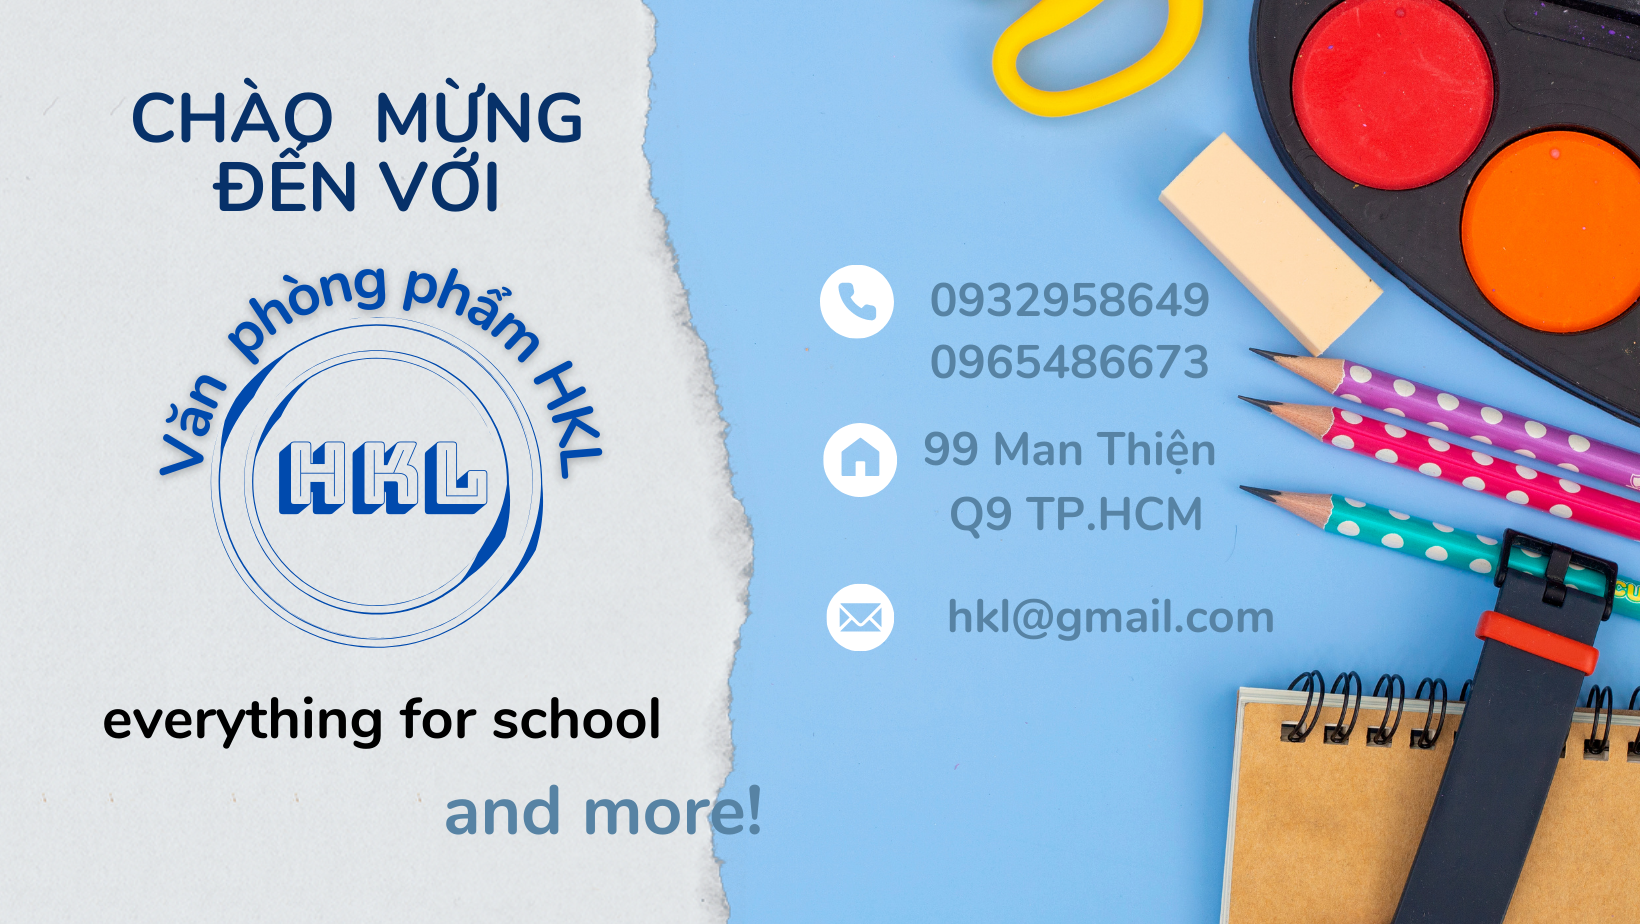 CHÀO MỪNG
ĐẾN VỚI
Văn phòng phẩm HKL
HKL
everything for school
and more!
0932958649
0965486673
99 Man Thiện
Q9 TP.HCM
hkl@gmail.com